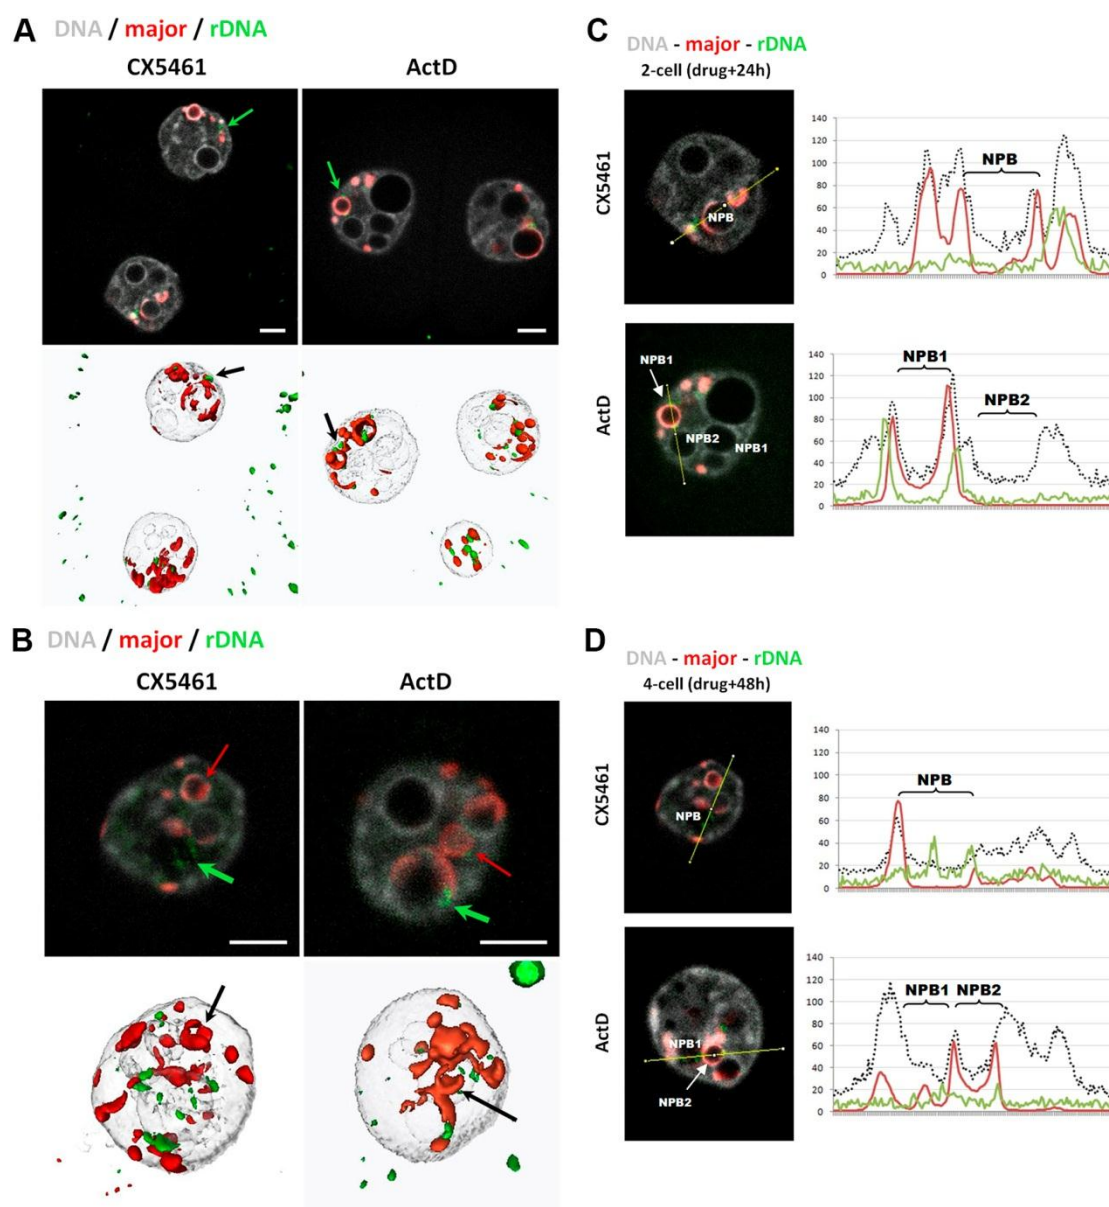 A DNA / major / rDNA
CX5461 ActD
B DNA / major / rDNA
CX5461 ActD
C DNA - major - rDNA
2-cell (drug+24h)
CX5461
NPB
140
120
100
80
60
40
20
0
NPB
ActD
NPB1
NPB2
NPB1
140
120
100
80
60
40
20
0
NPB1
NPB2
D DNA - major - rDNA
4-cell (drug+48h)
CX5461
NPB
140
120
100
80
60
40
20
0
NPB
ActD
NPB1
NPB2
140
120
100
80
60
40
20
0
NPB1 NPB2